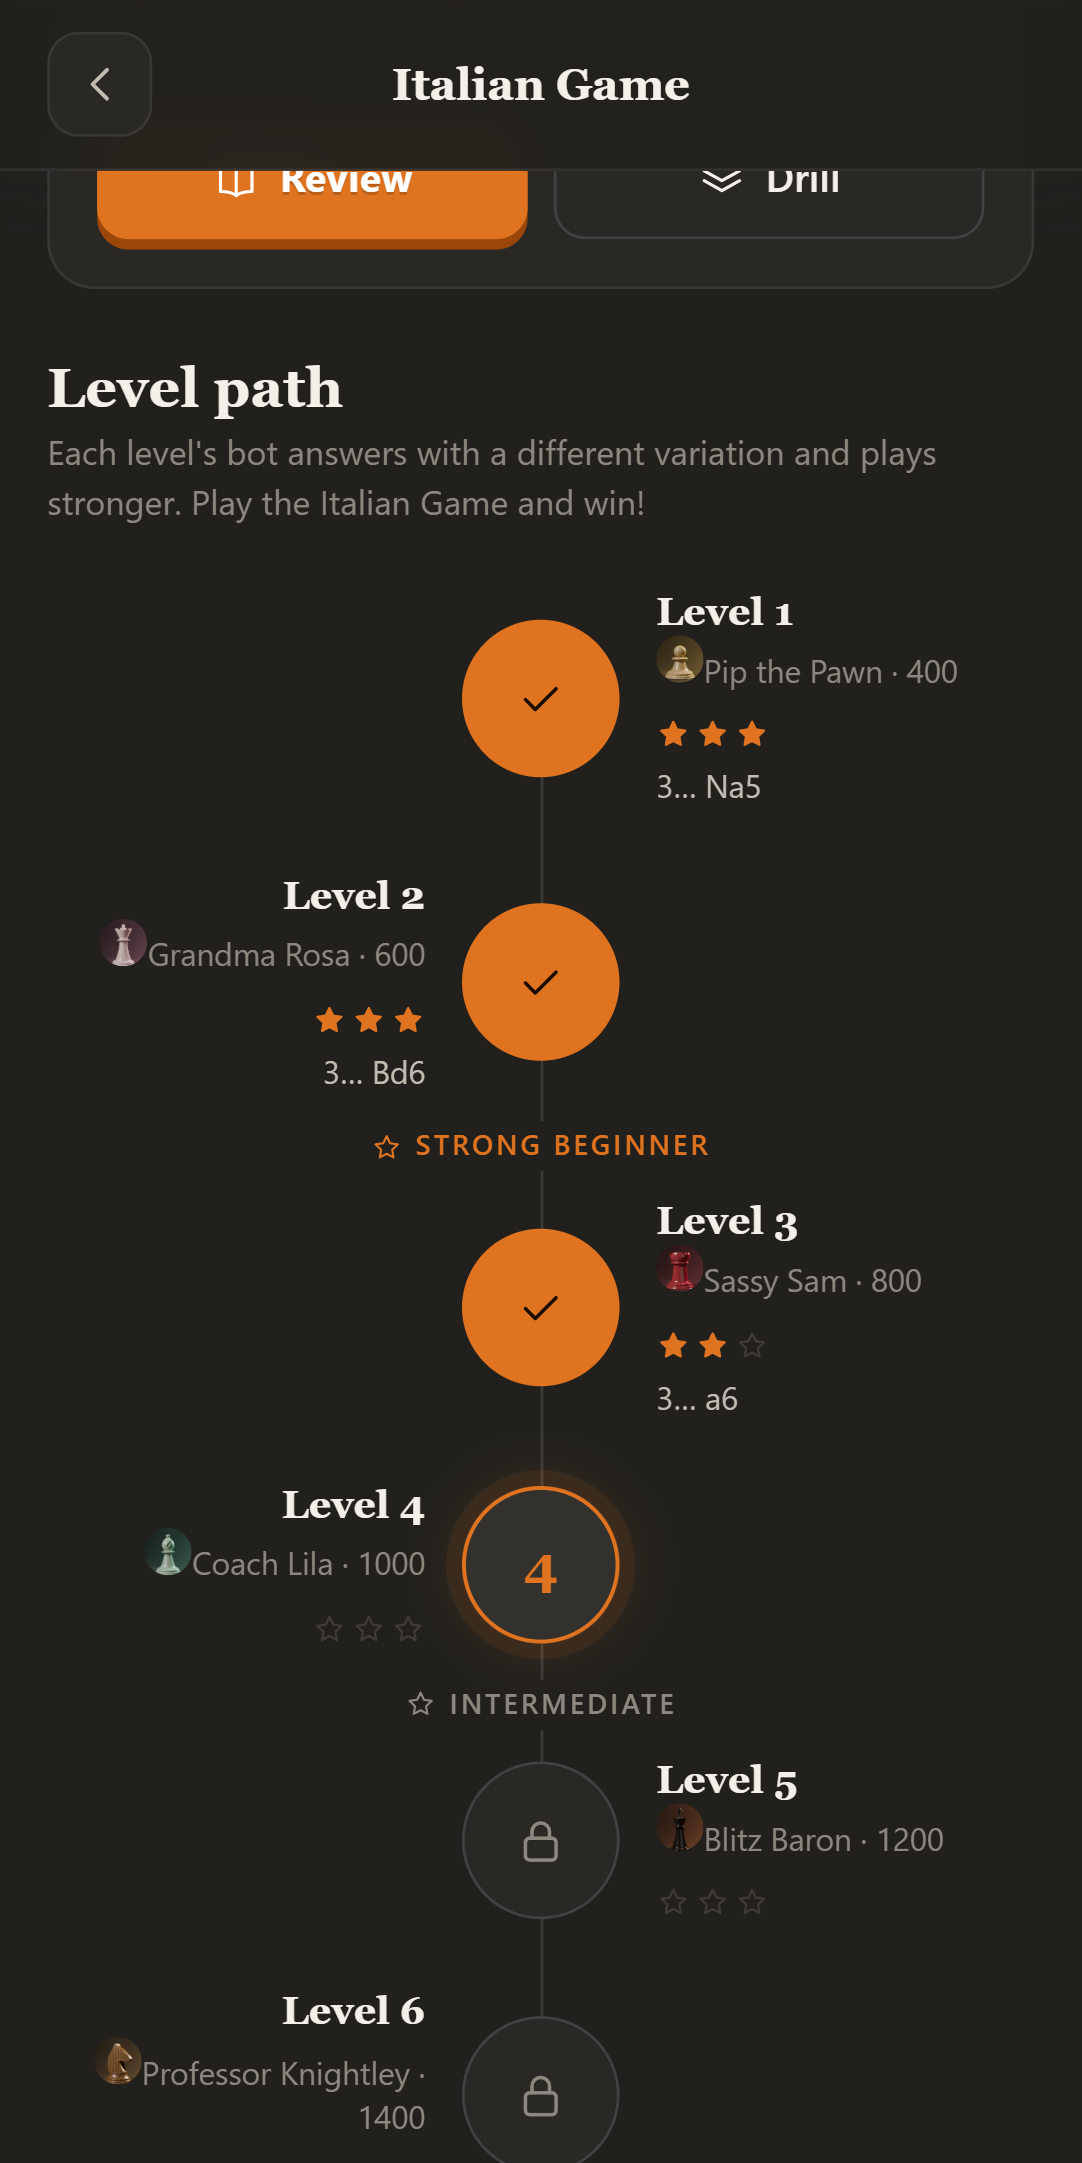 Italian Game
Review
Drill
Level path
Each level's bot answers with a different variation and plays
stronger. Play the Italian Game and win!
Level 1
Pip the Pawn · 400
3... Na5
Level 2
Grandma Rosa · 600
3... Bd6
STRONG BEGINNER
Level 3
Sassy Sam · 800
3... a6
Level 4
Coach Lila · 1000
4
INTERMEDIATE
Level 5
Blitz Baron · 1200
Level 6
Professor Knightley ·
1400